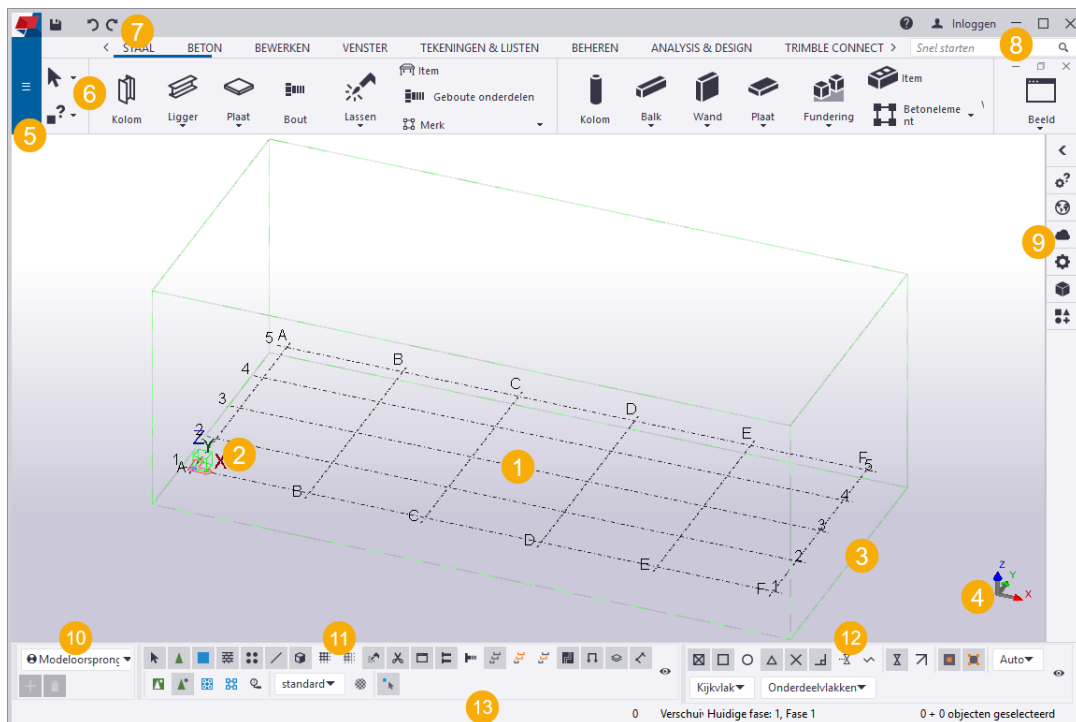 7
Inloggen
8
STAAL BETON BEWERKEN VENSTER TEKENINGEN & LIJSTEN BEHEREN ANALYSIS & DESIGN TRIMBLE CONNECT Snel starten
6
5
Kolom
Ligger
Plaat
Bout
Lassen
Item
Geboute onderdelen
Merk
Kolom
Balk
Wand
Plaat
Fundering
Item
Betoneleme
nt
Beeld
9
5 A
B
C
D
E
F
5
4
3
2
1
A
Z
Y
X
2
1
B
C
D
E
F
4
3
2
1
3
Z
Y
X
4
10
11
12
Modeloorsprong
Auto
standard
Kijkvlak
Onderdeelvlakken
13
0 Verschui Huidige fase: 1, Fase 1 0 + 0 objecten geselecteerd